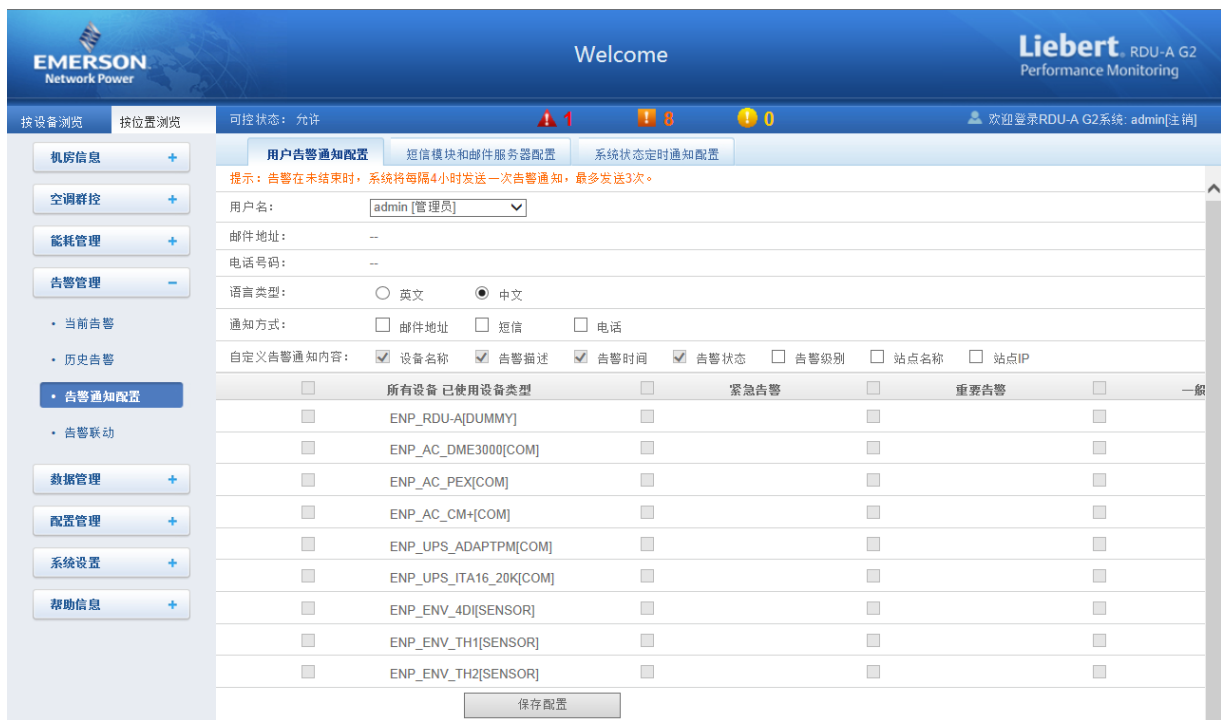 EMERSON
Network Power
Welcome
Liebert. RDU-A G2
Performance Monitoring
按设备浏览 按位置浏览 可控状态：允许 1 8 0 欢迎登录RDU-A G2系统: admin[注销]
机房信息 +
空调群控 +
能耗管理 +
告警管理 −
• 当前告警
• 历史告警
• 告警通知配置
• 告警联动
数据管理 +
配置管理 +
系统设置 +
帮助信息 +
用户告警通知配置 短信模块和邮件服务器配置 系统状态定时通知配置
提示：告警在未结束时，系统将每隔4小时发送一次告警通知，最多发送3次。
用户名： admin [管理员]
邮件地址： --
电话号码： --
语言类型： 英文 中文
通知方式： 邮件地址 短信 电话
自定义告警通知内容： 设备名称 告警描述 告警时间 告警状态 告警级别 站点名称 站点IP
所有设备 已使用设备类型 紧急告警 重要告警 一般
ENP_RDU-A[DUMMY]
ENP_AC_DME3000[COM]
ENP_AC_PEX[COM]
ENP_AC_CM+[COM]
ENP_UPS_ADAPTPM[COM]
ENP_UPS_ITA16_20K[COM]
ENP_ENV_4DI[SENSOR]
ENP_ENV_TH1[SENSOR]
ENP_ENV_TH2[SENSOR]
保存配置